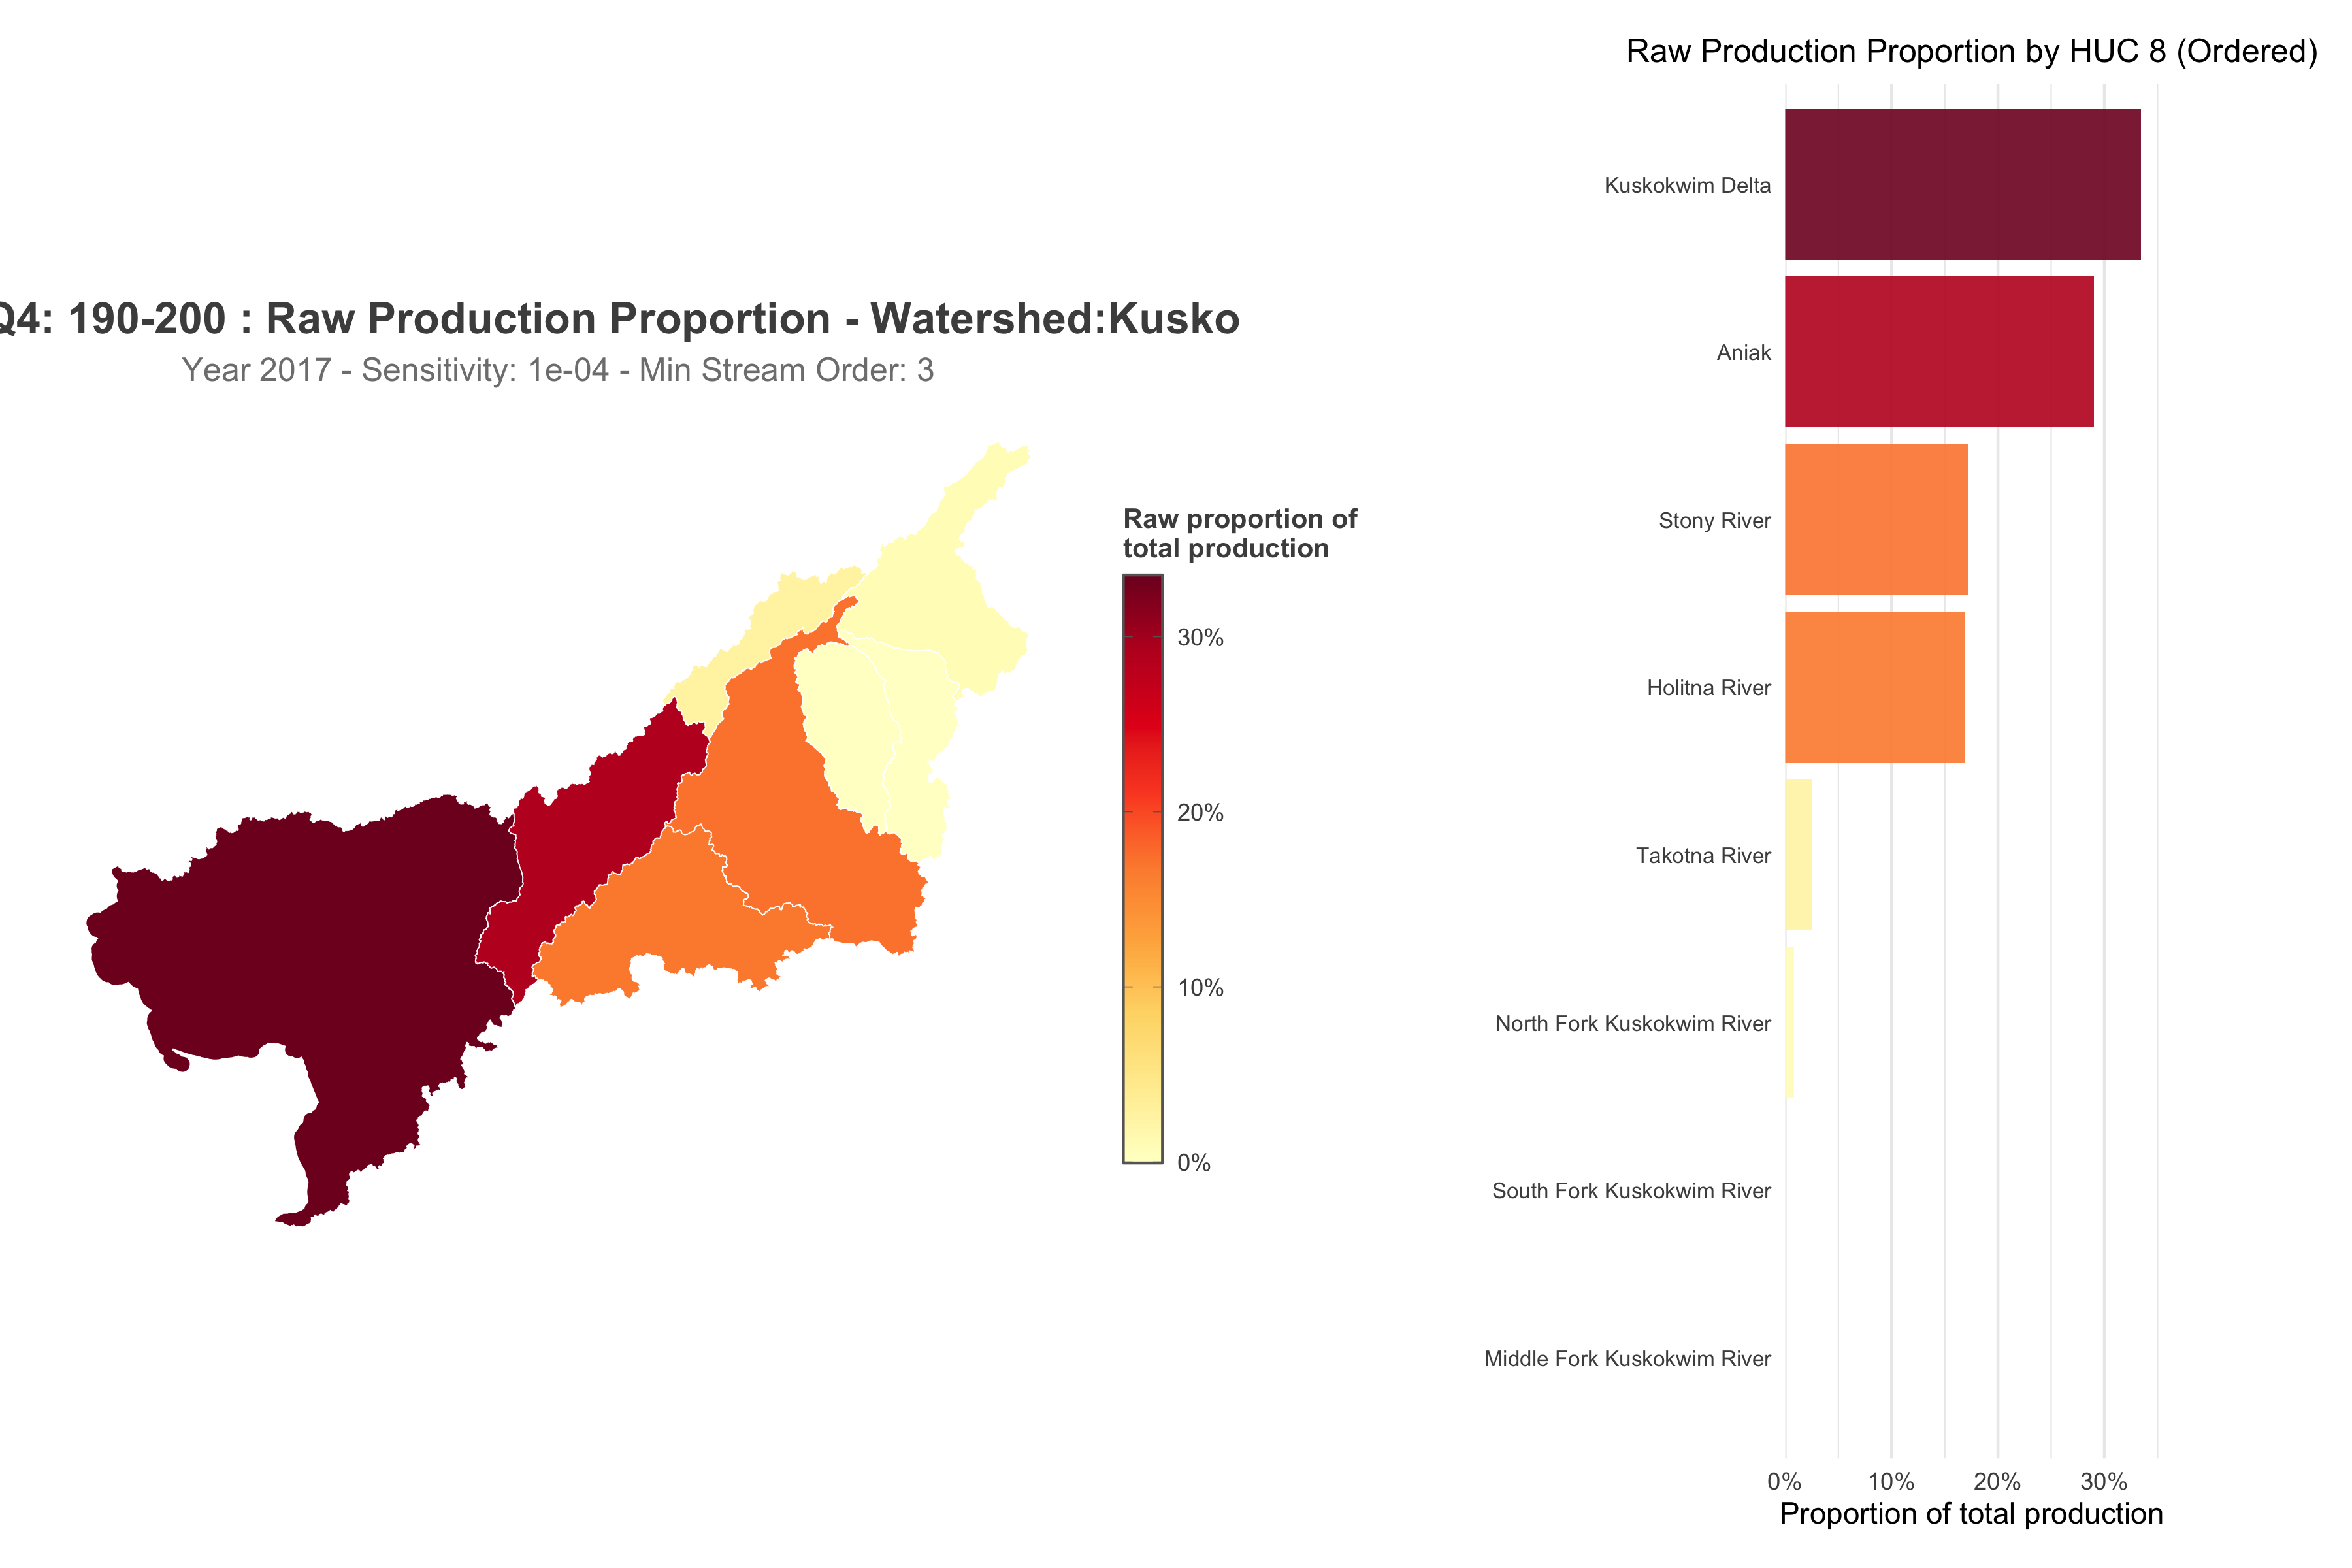 Q4: 190-200 : Raw Production Proportion - Watershed:Kusko
Year 2017 - Sensitivity: 1e-04 - Min Stream Order: 3
Raw proportion of
total production
30%
20%
10%
0%
Raw Production Proportion by HUC 8 (Ordered)
Kuskokwim Delta
Aniak
Stony River
Holitna River
Takotna River
North Fork Kuskokwim River
South Fork Kuskokwim River
Middle Fork Kuskokwim River
0% 10% 20% 30%
Proportion of total production